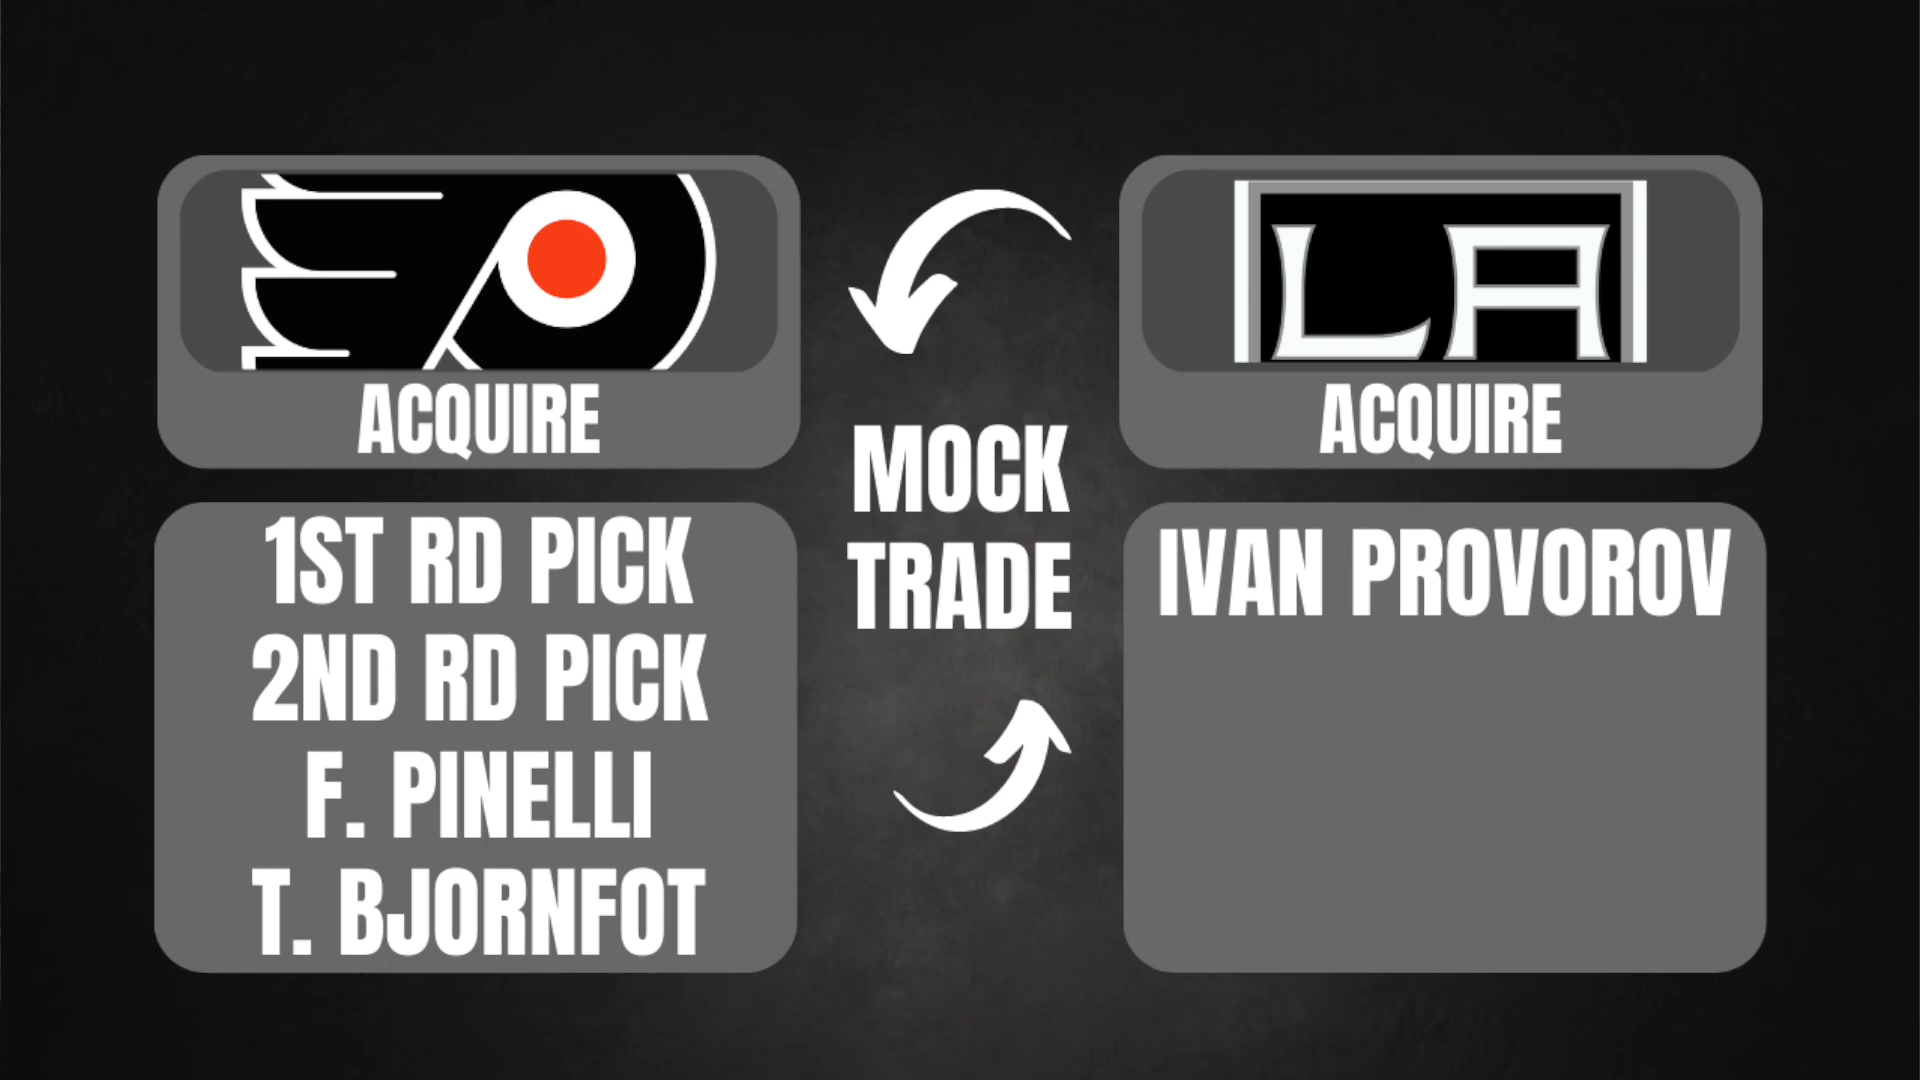 LA
ACQUIRE
ACQUIRE
MOCK
TRADE
1ST RD PICK
2ND RD PICK
F. PINELLI
T. BJORNFOT
IVAN PROVOROV